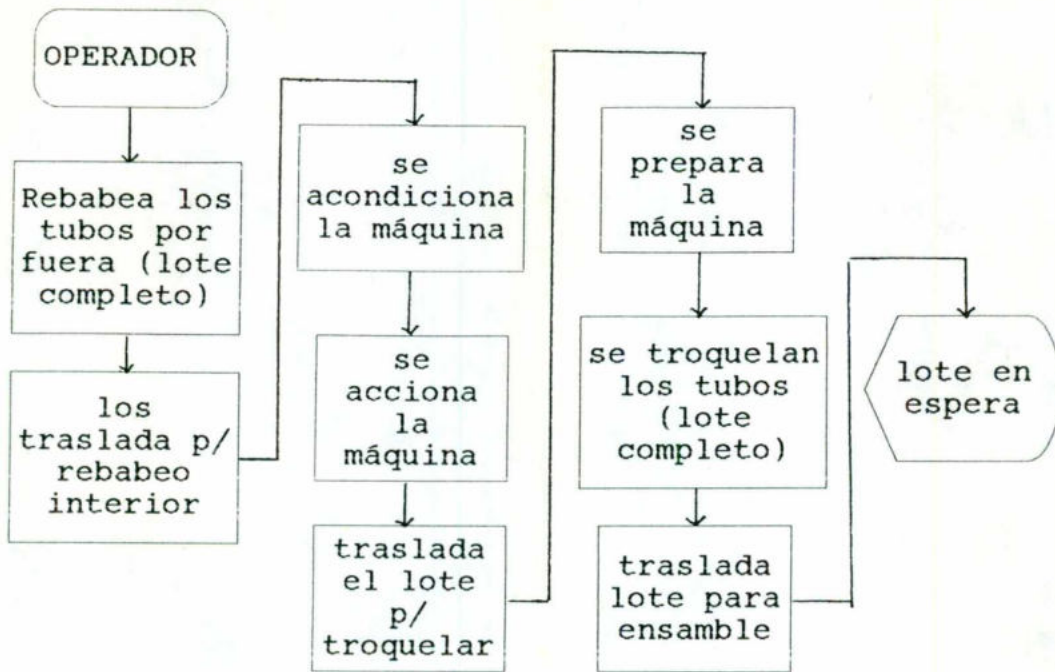 OPERADOR
Rebabea los
tubos por
fuera (lote
completo)
los
traslada p/
rebabeo
interior
se
acondiciona
la máquina
se
acciona
la
máquina
traslada
el lote
p/
troquelar
se
prepara
la
máquina
se troquelan
los tubos
(lote
completo)
traslada
lote para
ensamble
lote en
espera